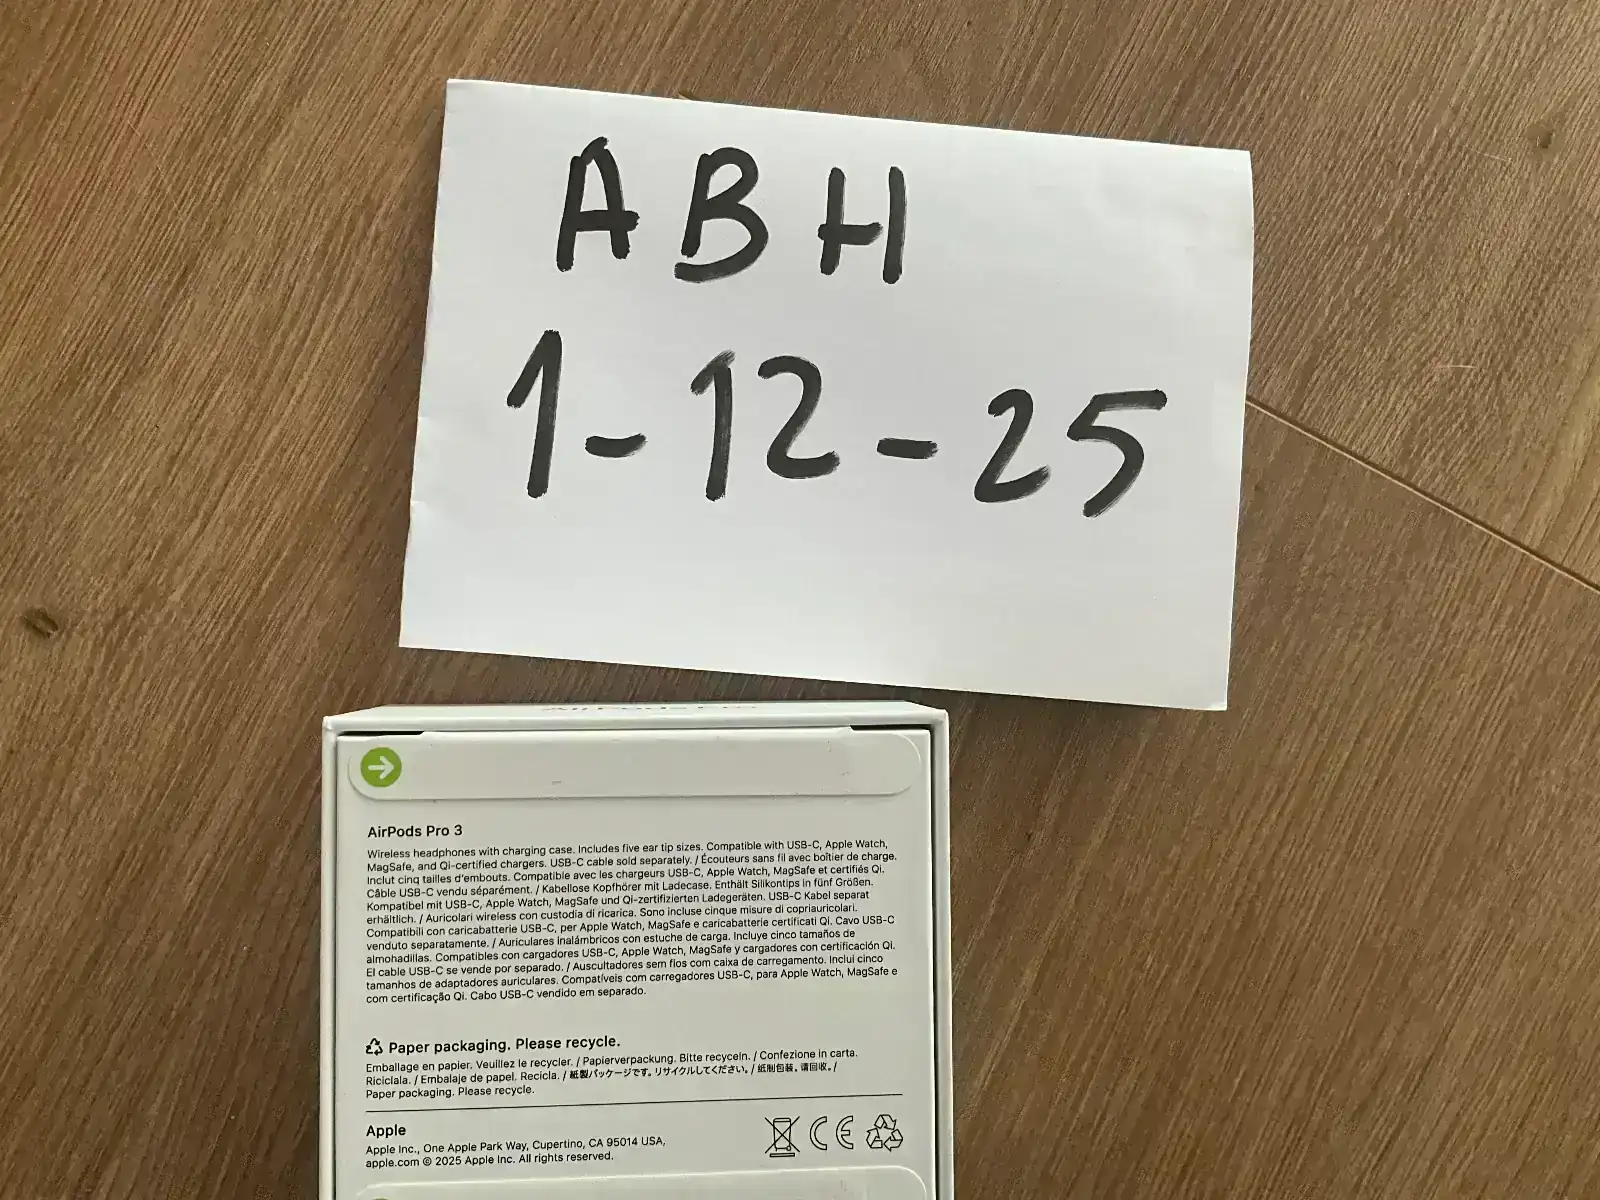 ABH
1-12-25
AirPods Pro
AirPods Pro 3
Wireless headphones with charging case. Includes five ear tip sizes. Compatible with USB-C, Apple Watch,
MagSafe, and Qi-certified chargers. USB-C cable sold separately. / Écouteurs sans fil avec boîtier de charge.
Inclut cinq tailles d'embouts. Compatible avec les chargeurs USB-C, Apple Watch, MagSafe et certifiés Qi.
Câble USB-C vendu séparément. / Kabellose Kopfhörer mit Ladecase. Enthält Silikontips in fünf Größen.
Kompatibel mit USB-C, Apple Watch, MagSafe und Qi-zertifizierten Ladegeräten. USB-C Kabel separat
erhältlich. / Auricolari wireless con custodia di ricarica. Sono incluse cinque misure di copriauricolari.
Compatibili con caricabatterie USB-C, per Apple Watch, MagSafe e caricabatterie certificati Qi. Cavo USB-C
venduto separatamente. / Auriculares inalámbricos con estuche de carga. Incluye cinco tamaños de
almohadillas. Compatibles con cargadores USB-C, Apple Watch, MagSafe y cargadores con certificación Qi.
El cable USB-C se vende por separado. / Auscultadores sem fios com caixa de carregamento. Inclui cinco
tamanhos de adaptadores auriculares. Compatíveis com carregadores USB-C, para Apple Watch, MagSafe e
com certificação Qi. Cabo USB-C vendido em separado.
Paper packaging. Please recycle.
Emballage en papier. Veuillez le recycler. / Papierverpackung. Bitte recyceln. / Confezione in carta.
Riciclala. / Embalaje de papel. Recicla. / 紙製パッケージです。リサイクルしてください。/ 纸制包装。请回收。/
Paper packaging. Please recycle.
Apple
Apple Inc., One Apple Park Way, Cupertino, CA 95014 USA,
apple.com © 2025 Apple Inc. All rights reserved.
CE